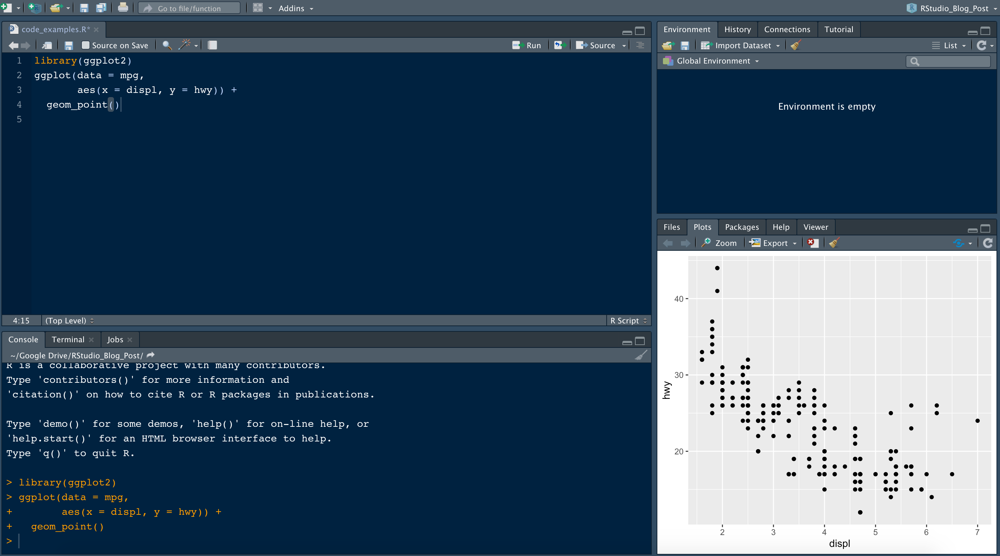 Go to file/function
Addins
RStudio_Blog_Post
code_examples.R*
Source on Save
Run
Source
1 library(ggplot2)
2 ggplot(data = mpg,
3        aes(x = displ, y = hwy)) +
4   geom_point()
5
4:15
(Top Level)
R Script
Console
Terminal
Jobs
~/Google Drive/RStudio_Blog_Post/
R is a collaborative project with many contributors.
Type 'contributors()' for more information and
'citation()' on how to cite R or R packages in publications.
Type 'demo()' for some demos, 'help()' for on-line help, or
'help.start()' for an HTML browser interface to help.
Type 'q()' to quit R.
> library(ggplot2)
> ggplot(data = mpg,
+        aes(x = displ, y = hwy)) +
+   geom_point()
>
Environment
History
Connections
Tutorial
Import Dataset
List
Global Environment
Environment is empty
Files
Plots
Packages
Help
Viewer
Zoom
Export
40
30
20
hwy
2 3 4 5 6 7
displ